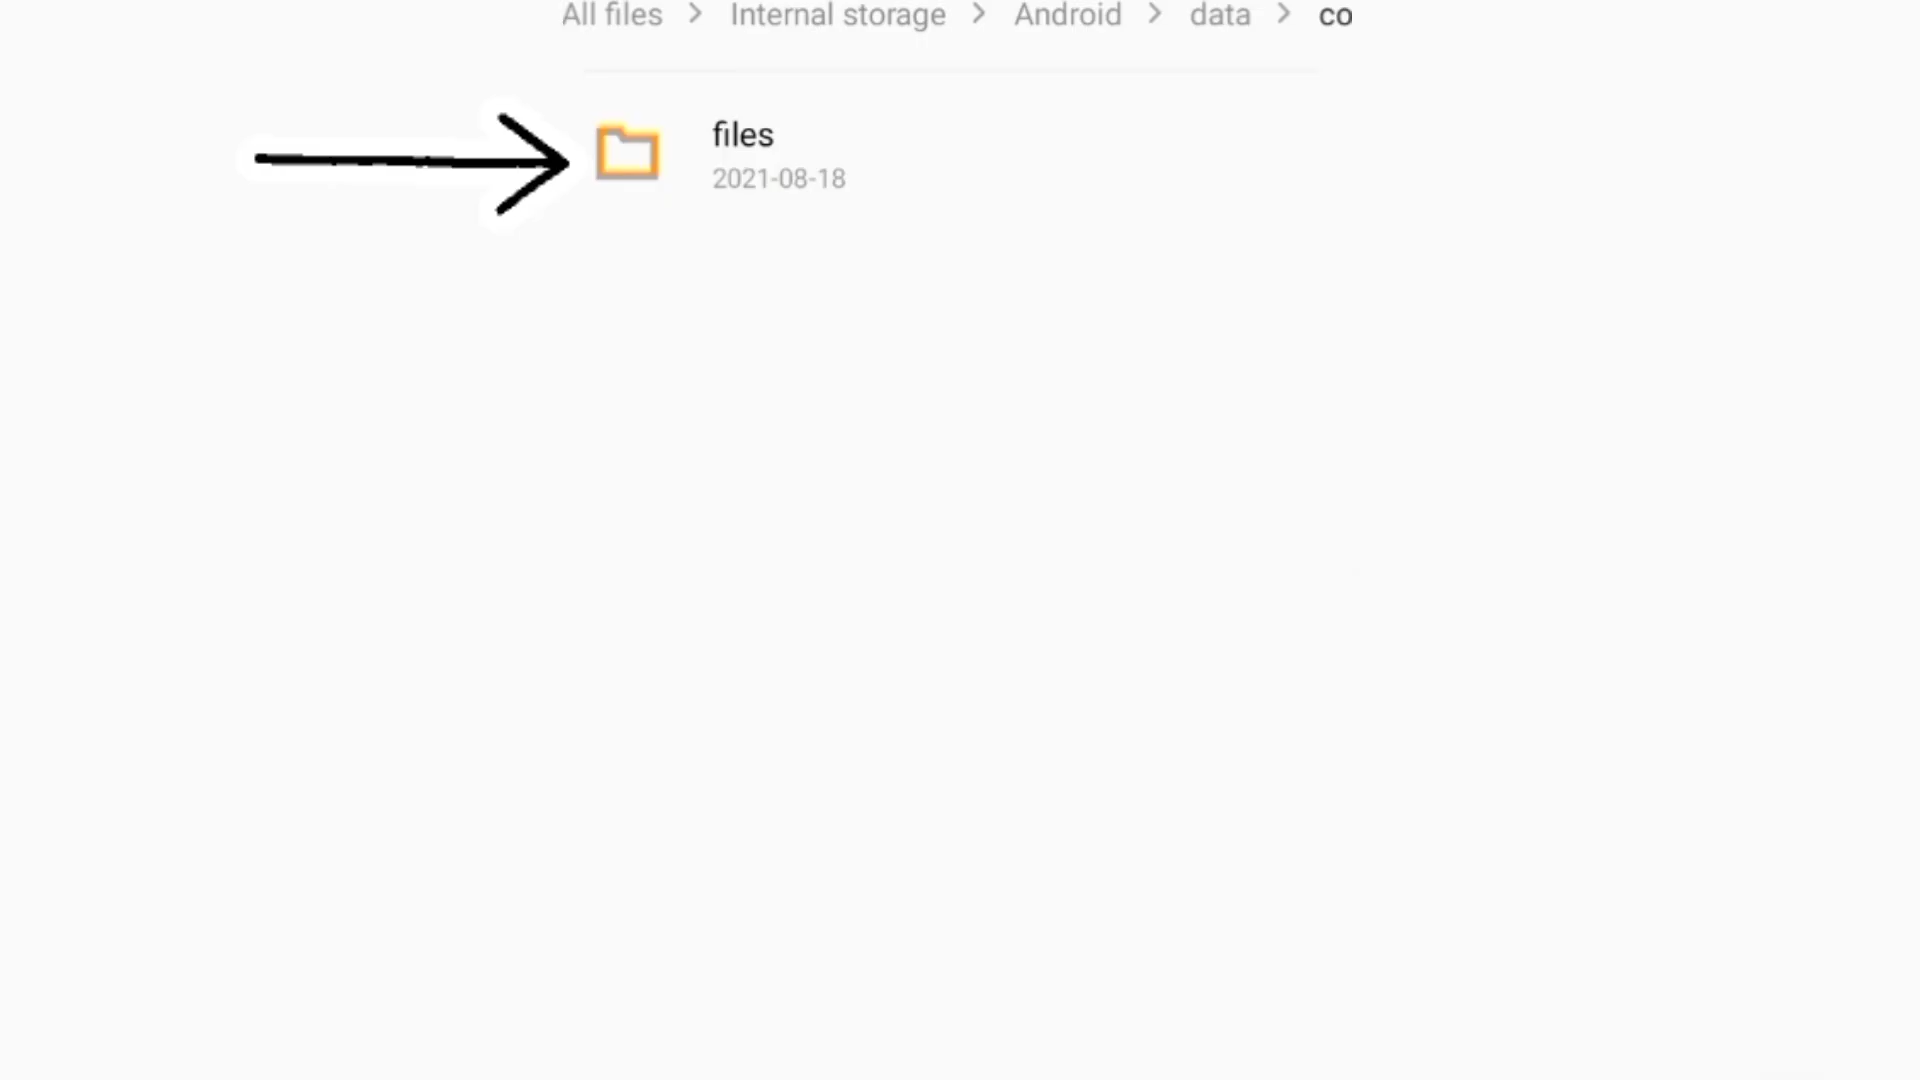 All files > Internal storage > Android > data > co
files
2021-08-18